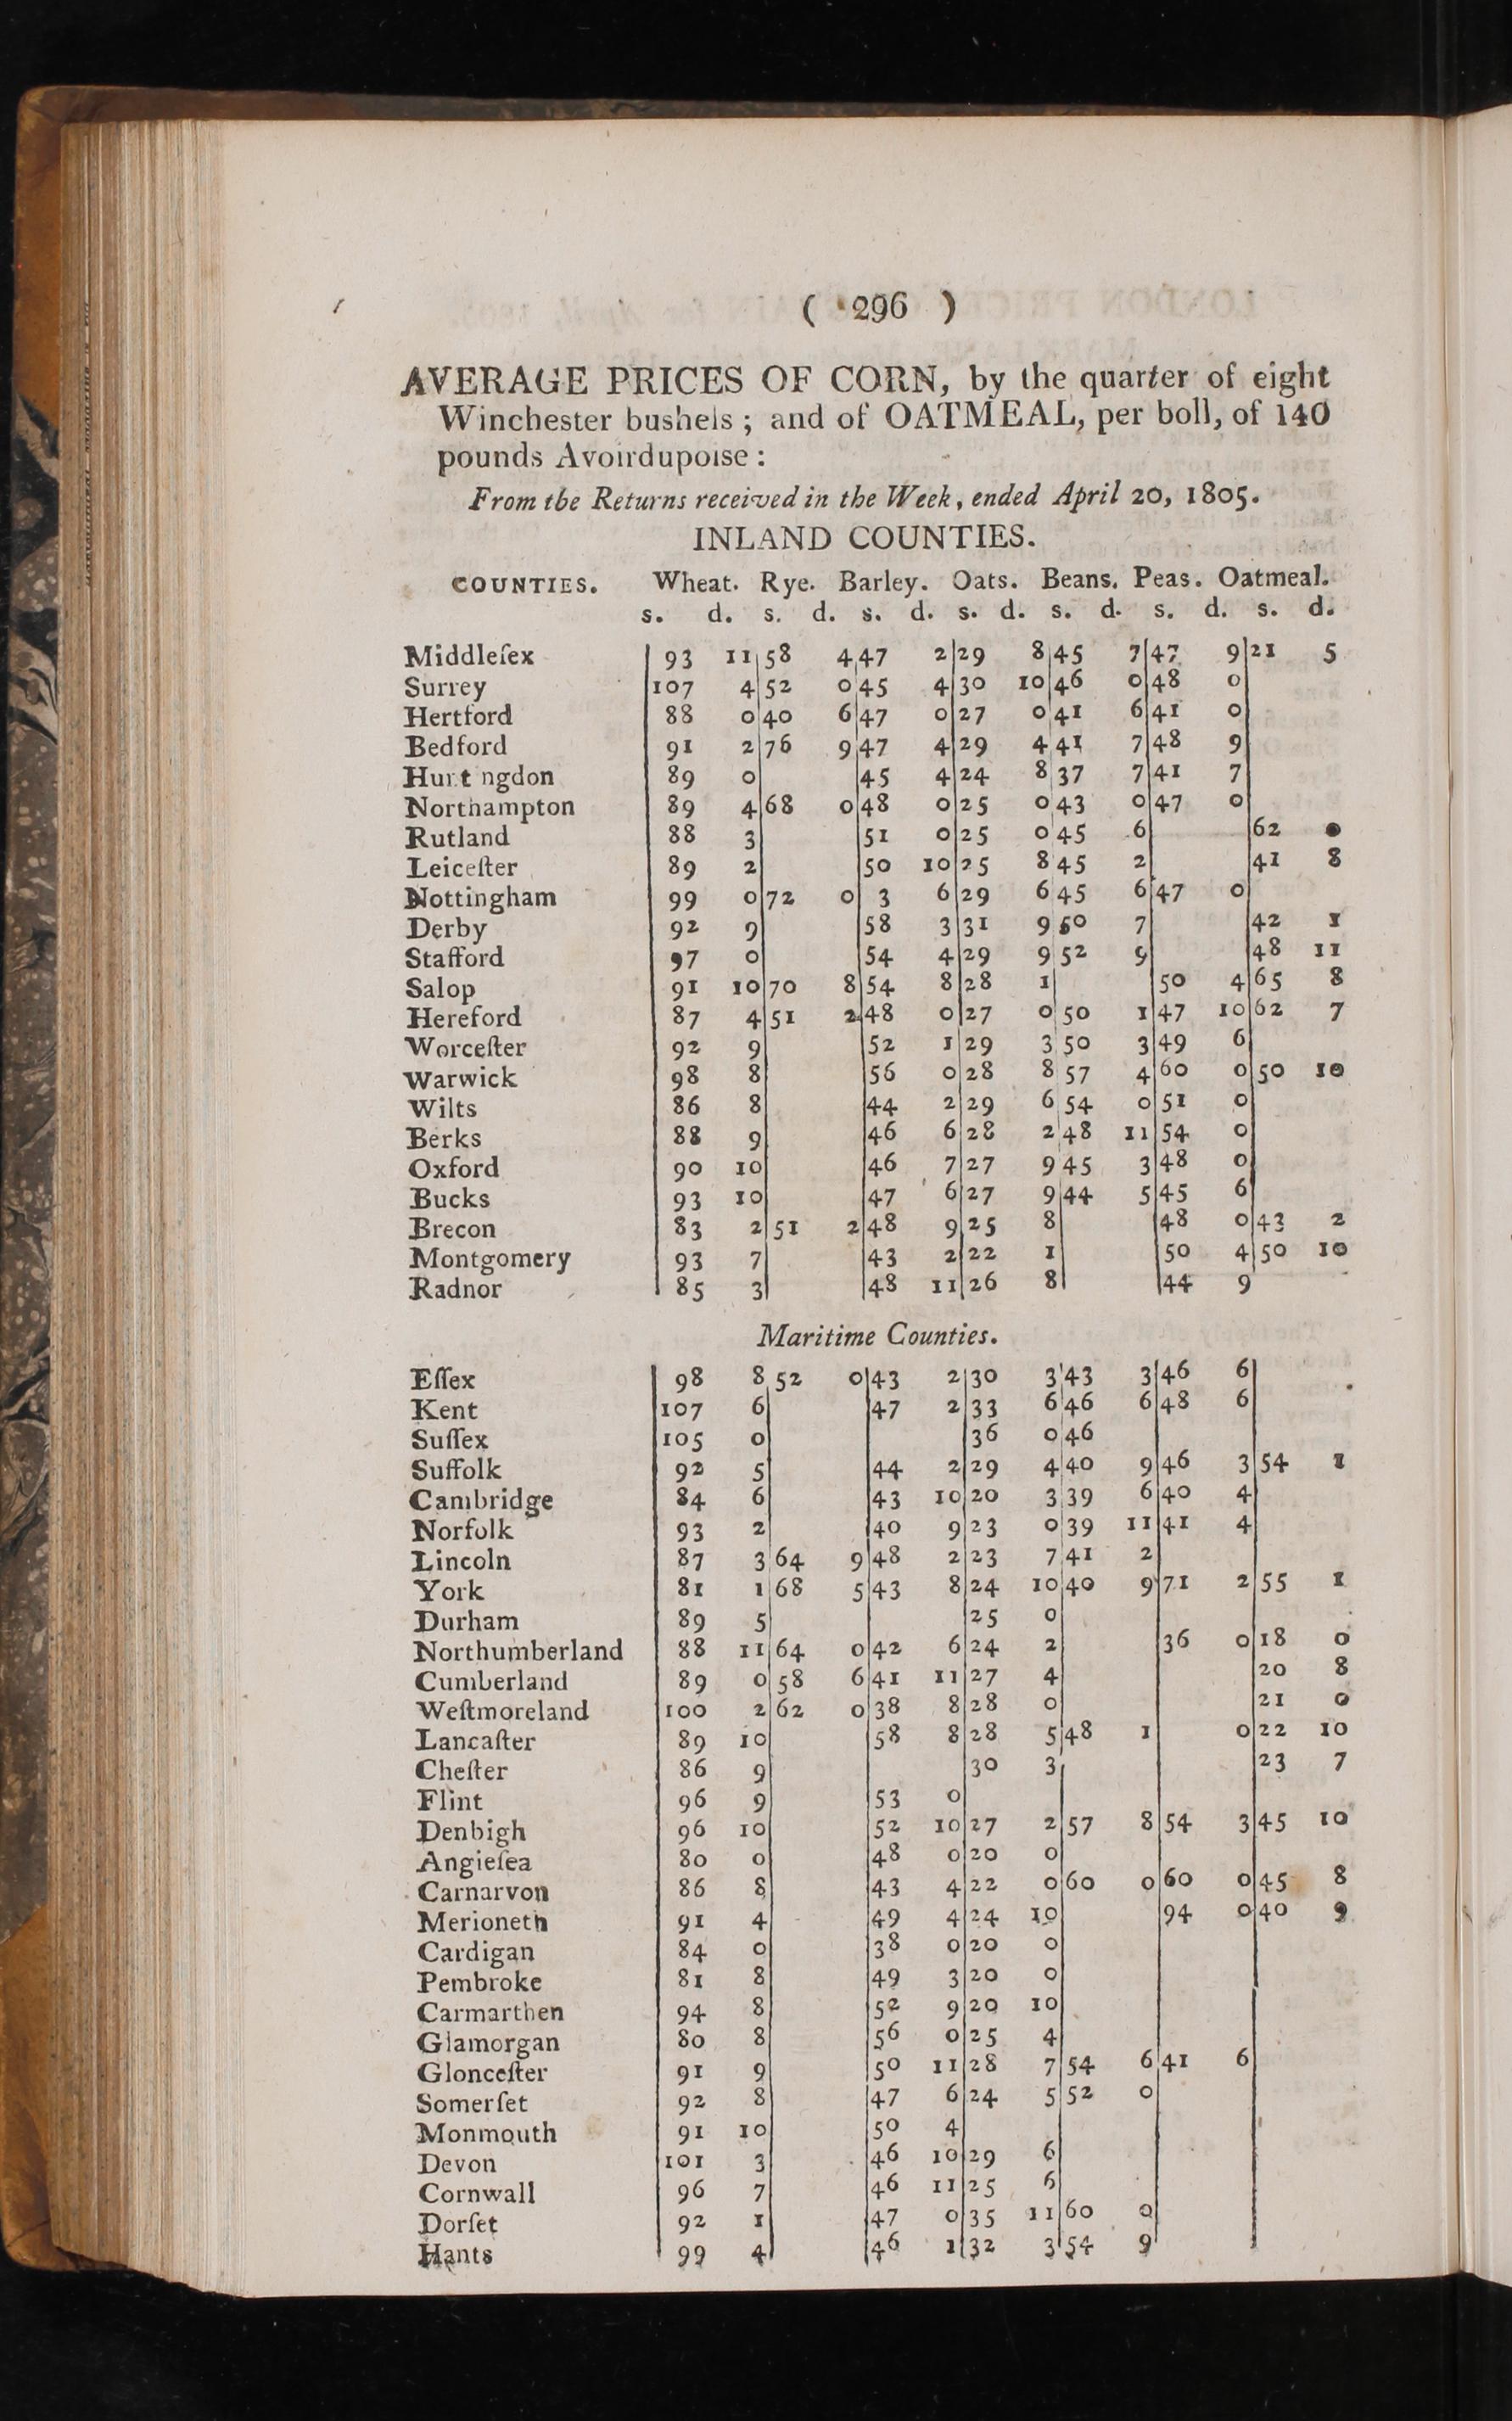 ( 296 )
AVERAGE PRICES OF CORN, by the quarter of eight
Winchester bushels ; and of OATMEAL, per boll, of 140
pounds Avoirdupoise :
From the Returns received in the Week, ended April 20, 1805.
INLAND COUNTIES.
COUNTIES. Wheat. Rye. Barley. Oats. Beans. Peas. Oatmeal.
s. d. s. d. s. d. s. d. s. d. s. d. s. d.
Middleſex 93 11 58 4 47 2 29 8 45 7 47 9 21 5
Surrey 107 4 52 0 45 4 30 10 46 0 48 0
Hertford 88 0 40 6 47 0 27 0 41 6 41 0
Bedford 91 2 76 9 47 4 29 4 41 7 48 9
Hunt ngdon 89 0 45 4 24 8 37 7 41 7
Northampton 89 4 68 0 48 0 25 0 43 0 47 0
Rutland 88 3 51 0 25 0 45 6 62 0
Leiceſter 89 2 50 10 25 8 45 2 41 8
Nottingham 99 0 72 0 3 6 29 6 45 6 47 0
Derby 92 9 58 3 31 9 50 7 42 1
Stafford 97 0 54 4 29 9 52 9 48 11
Salop 91 10 70 8 54 8 28 1 50 4 65 8
Hereford 87 4 51 2 48 0 27 0 50 1 47 10 62 7
Worceſter 92 9 52 1 29 3 50 3 49 6
Warwick 98 8 56 0 28 8 57 4 60 0 50 10
Wilts 86 8 44 2 29 6 54 0 51 0
Berks 88 9 46 6 28 2 48 11 54 0
Oxford 90 10 46 7 27 9 45 3 48 0
Bucks 93 10 47 6 27 9 44 5 45 6
Brecon 83 2 51 2 48 9 25 8 48 0 43 2
Montgomery 93 7 43 2 22 1 50 4 50 10
Radnor 85 3 48 11 26 8 44 9
Maritime Counties.
Eſſex 98 8 52 0 43 2 30 3 43 3 46 6
Kent 107 6 47 2 33 6 46 6 48 6
Suſſex 105 0 36 0 46
Suffolk 92 5 44 2 29 4 40 9 46 3 54 1
Cambridge 84 6 43 10 20 3 39 6 40 4
Norfolk 93 2 40 9 23 0 39 11 41 4
Lincoln 87 3 64 9 48 2 23 7 41 2
York 81 1 68 5 43 8 24 10 40 9 71 2 55 1
Durham 89 5 25 0
Northumberland 88 11 64 0 42 6 24 2 36 0 18 0
Cumberland 89 0 58 6 41 11 27 4 20 8
Weſtmoreland 100 2 62 0 38 8 28 0 21 0
Lancaſter 89 10 58 8 28 5 48 1 0 22 10
Cheſter 86 9 30 3 23 7
Flint 96 9 53 0
Denbigh 96 10 52 10 27 2 57 8 54 3 45 10
Angleſea 80 0 48 0 20 0
Carnarvon 86 8 43 4 22 0 60 0 60 0 45 8
Merioneth 91 4 49 4 24 10 94 0 40 9
Cardigan 84 0 38 0 20 0
Pembroke 81 8 49 3 20 0
Carmarthen 94 8 52 9 20 10
Glamorgan 80 8 56 0 25 4
Glonceſter 91 9 50 11 28 7 54 6 41 6
Somerſet 92 8 47 6 24 5 52 0
Monmouth 91 10 50 4
Devon 101 3 46 10 29 6
Cornwall 96 7 46 11 25 6
Dorſet 92 1 47 0 35 11 60 0
Hants 99 4 46 1 32 3 54 9